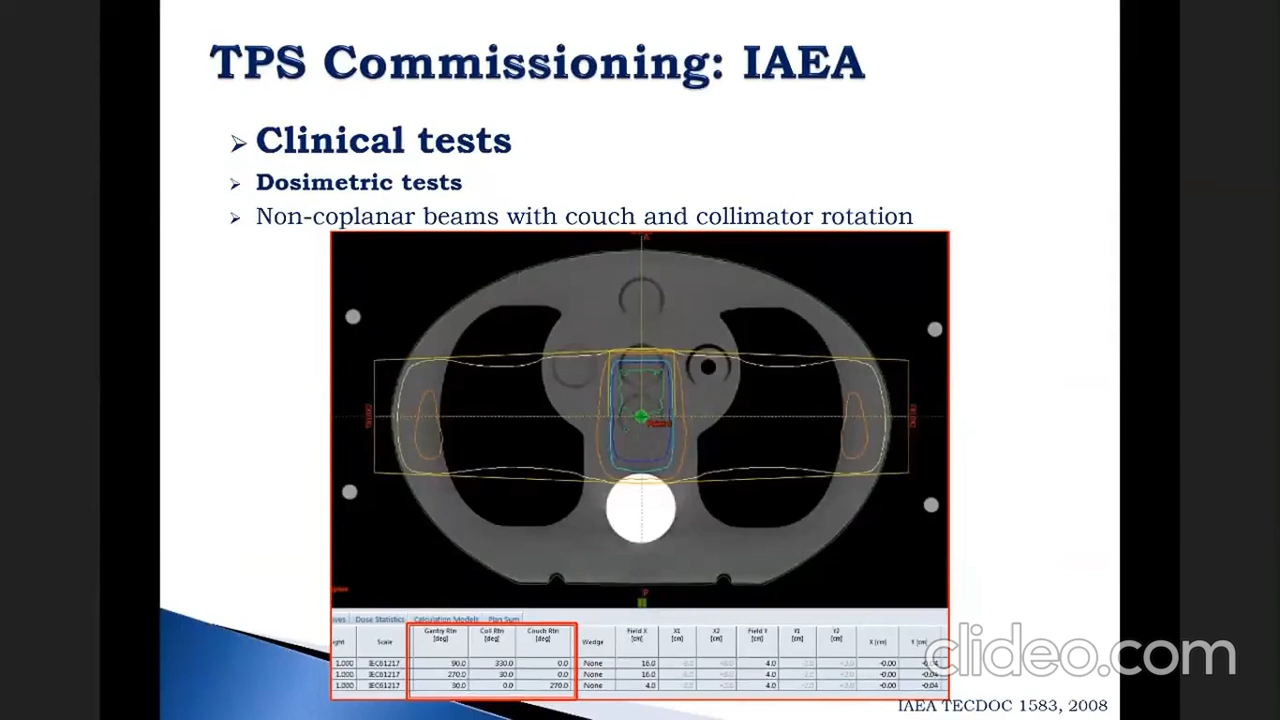 TPS Commissioning: IAEA
Clinical tests
Dosimetric tests
Non-coplanar beams with couch and collimator rotation
Dose Statistics Calculation Models Plan Sum
Scale Gantry Rtn [deg] Coll Rtn [deg] Couch Rtn [deg] Wedge Field X [cm] X1 [cm] X2 [cm] Field Y [cm] Y1 [cm] Y2 [cm] X [cm] Y [cm]
1.000 IEC61217 90.0 330.0 0.0 None 16.0 4.0 -0.00 -0.04
1.000 IEC61217 270.0 30.0 0.0 None 16.0 4.0 -0.00 -0.04
1.000 IEC61217 30.0 0.0 270.0 None 4.0 4.0 -0.00 -0.04
clideo.com
IAEA TECDOC 1583, 2008